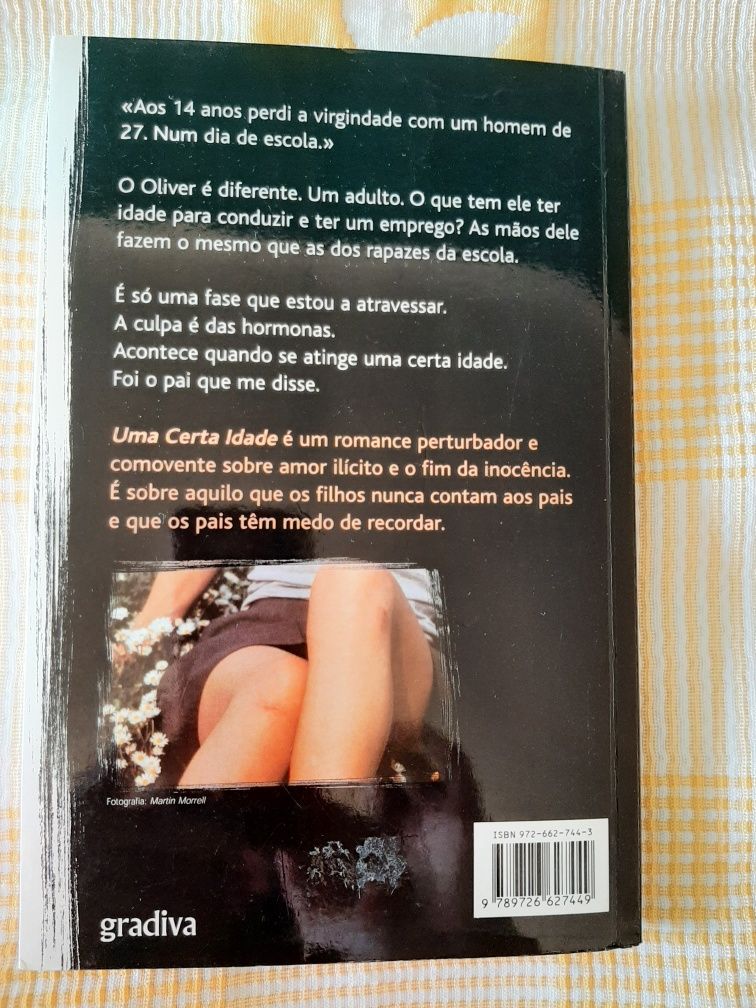 «Aos 14 anos perdi a virgindade com um homem de
27. Num dia de escola.»
O Oliver é diferente. Um adulto. O que tem ele ter
idade para conduzir e ter um emprego? As mãos dele
fazem o mesmo que as dos rapazes da escola.
É só uma fase que estou a atravessar.
A culpa é das hormonas.
Acontece quando se atinge uma certa idade.
Foi o pai que me disse.
Uma Certa Idade é um romance perturbador e
comovente sobre amor ilícito e o fim da inocência.
É sobre aquilo que os filhos nunca contam aos pais
e que os pais têm medo de recordar.
Fotografia: Martin Morrell
ISBN 972-662-744-3
9 789726 627449
gradiva